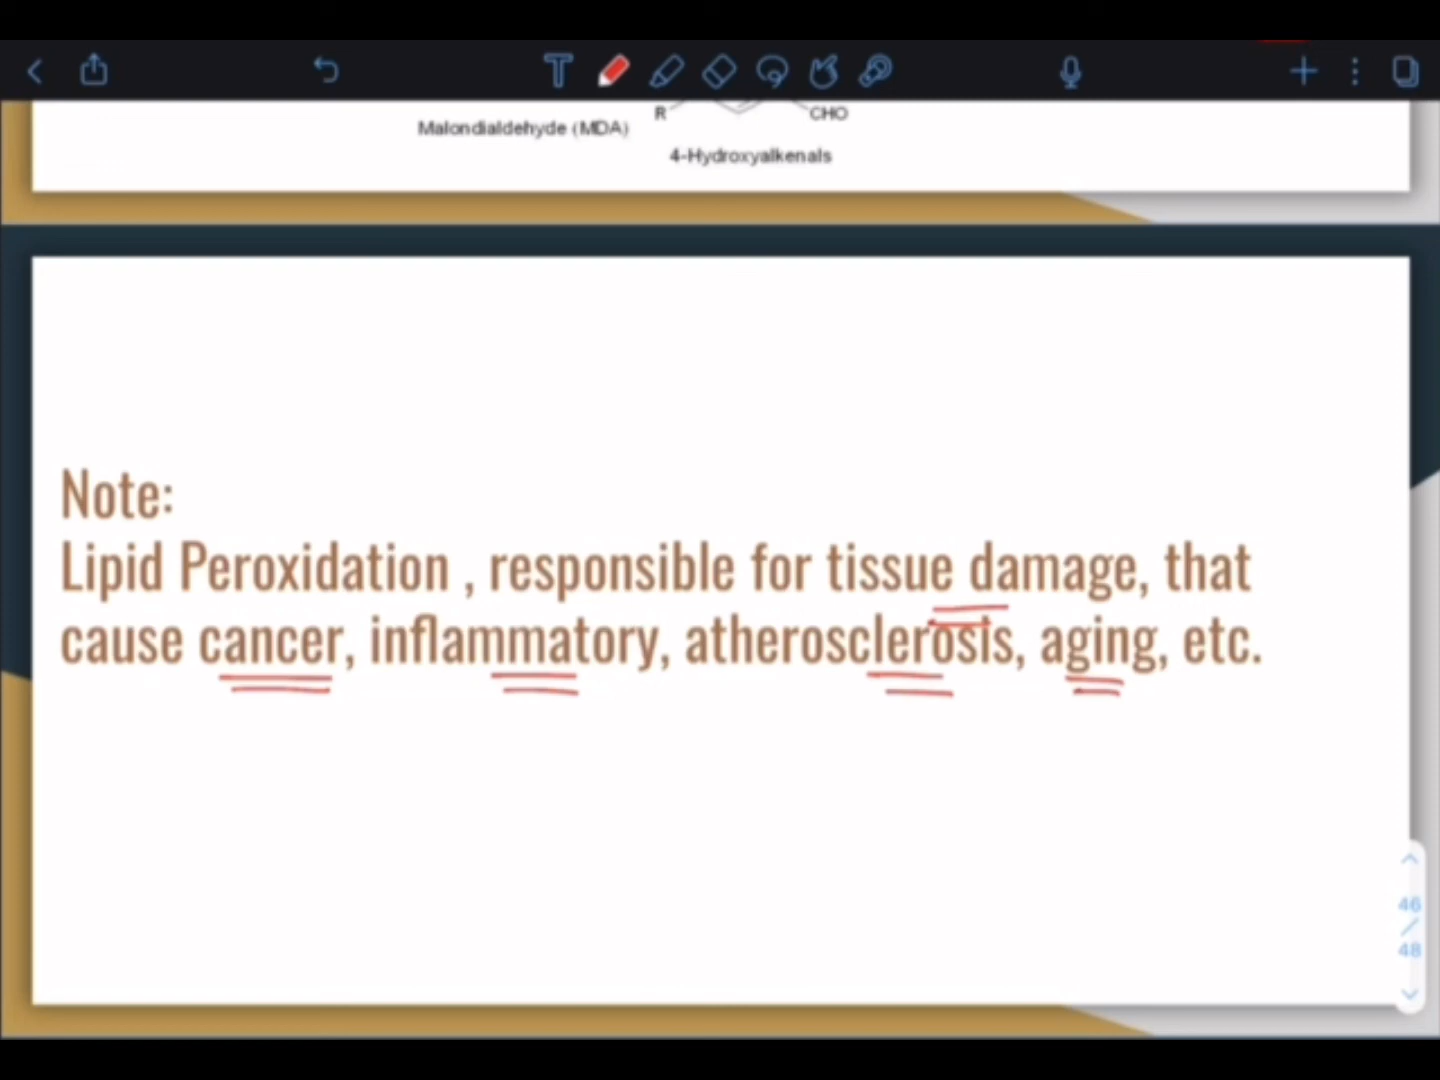 R
CHO
Malondialdehyde (MDA)
4-Hydroxyalkenals
Note:
Lipid Peroxidation , responsible for tissue damage, that
cause cancer, inflammatory, atherosclerosis, aging, etc.
46
/
48